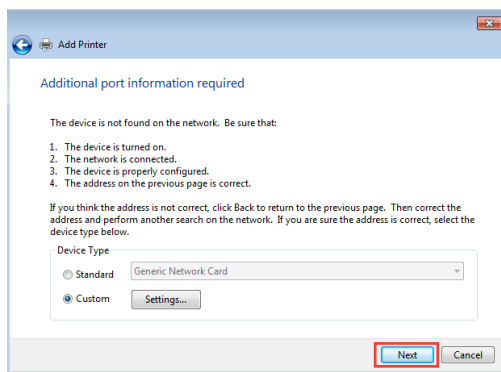 Add Printer
Additional port information required
The device is not found on the network. Be sure that:
1. The device is turned on.
2. The network is connected.
3. The device is properly configured.
4. The address on the previous page is correct.
If you think the address is not correct, click Back to return to the previous page. Then correct the
address and perform another search on the network. If you are sure the address is correct, select the
device type below.
Device Type
Standard Generic Network Card
Custom Settings...
Next Cancel